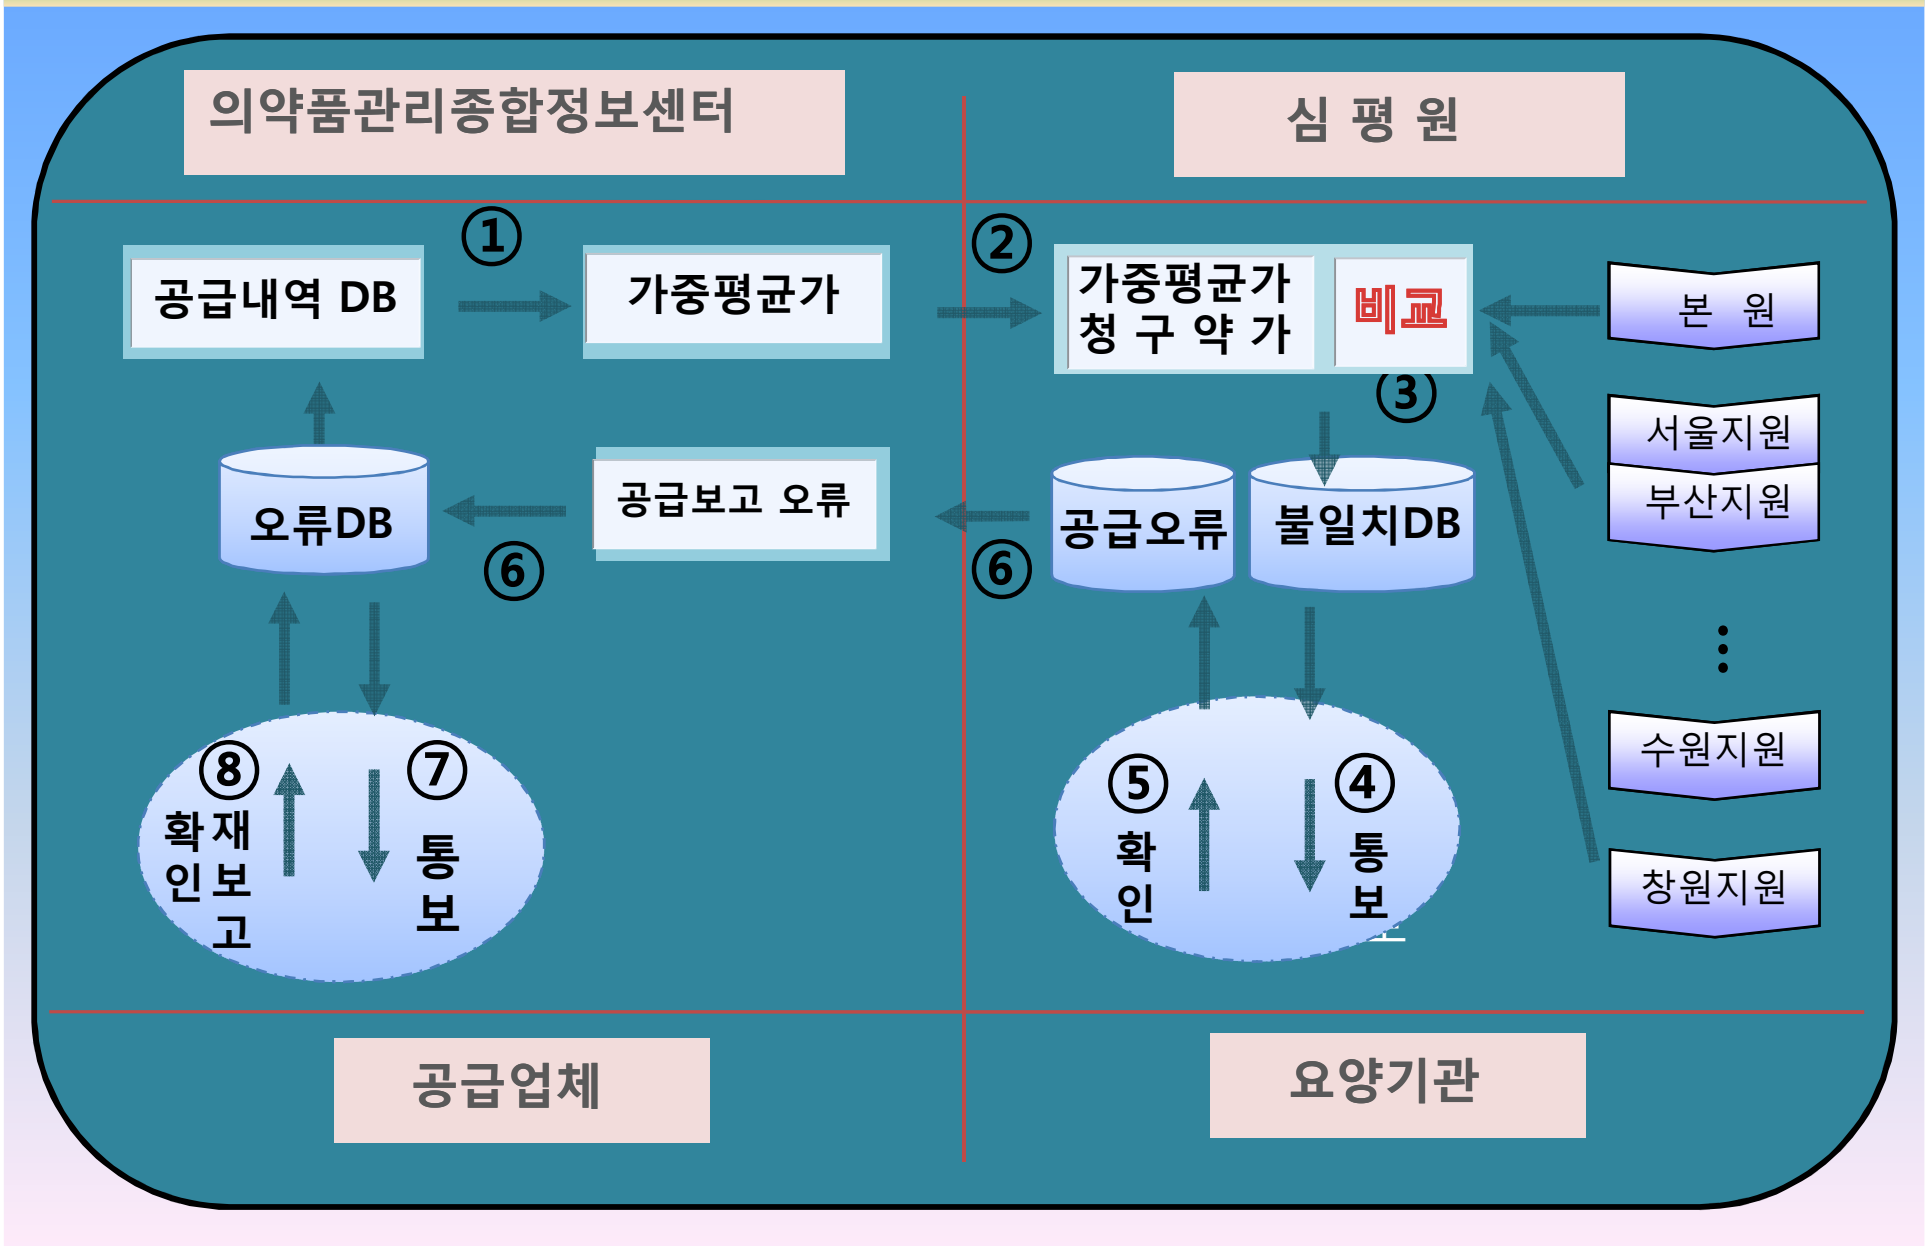 의약품관리종합정보센터
심 평 원
①
②
공급내역 DB
가중평균가
가중평균가
청 구 약 가
비교
본 원
③
서울지원
부산지원
오류DB
공급보고 오류
공급오류
불일치DB
⑥
⑥
⋮
수원지원
창원지원
⑧
재보고
확인
⑦
통보
⑤
확인
④
통보
공급업체
요양기관